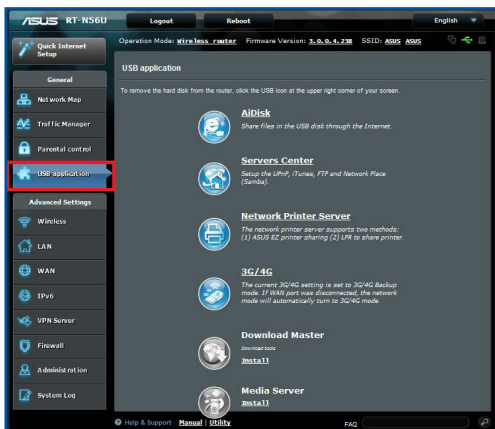 ASUS RT-N56U Logout Reboot English
Quick Internet Setup
Operation Mode: Wireless router Firmware Version: 3.0.0.4.238 SSID: ASUS ASUS
General
Network Map
Traffic Manager
Parental control
USB application
Advanced Settings
Wireless
LAN
WAN
IPv6
VPN Server
Firewall
Administration
System Log
USB application
To remove the hard disk from the router, click the USB icon at the upper right corner of your screen.
AiDisk
Share files in the USB disk through the Internet.
Servers Center
Setup the UPnP, iTunes, FTP and Network Place
(Samba).
Network Printer Server
The network printer server supports two methods:
(1) ASUS EZ printer sharing (2) LPR to share printer.
3G/4G
The current 3G/4G setting is set to 3G/4G Backup
mode. If WAN port was disconnected, the network
mode will automatically turn to 3G/4G mode.
Download Master
Download tools
Install
Media Server
Install
Help & Support Manual | Utility FAQ